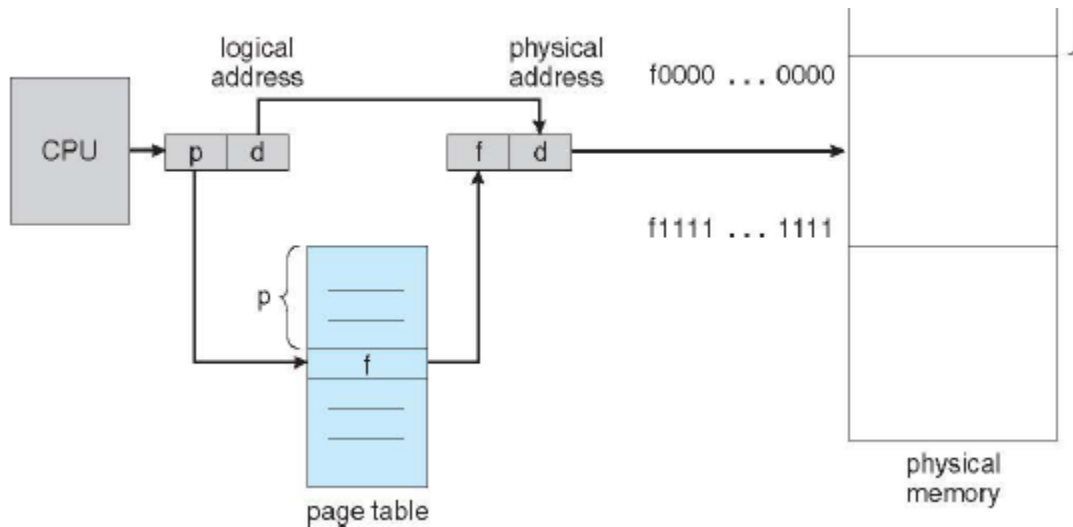 logical
address
physical
address
f0000 ... 0000
CPU
p
d
f
d
f1111 ... 1111
p
f
page table
physical
memory